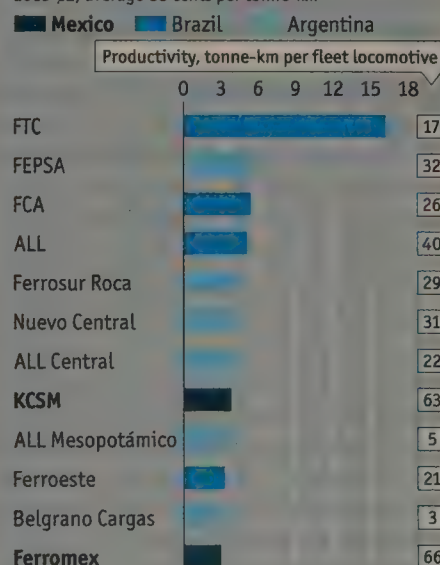 Mexico Brazil Argentina
Productivity, tonne-km per fleet locomotive
0 3 6 9 12 15 18
FTC 17
FEPSA 32
FCA 26
ALL 40
Ferrosur Roca 29
Nuevo Central 31
ALL Central 22
KCSM 63
ALL Mesopotámico 5
Ferroeste 21
Belgrano Cargas 3
Ferromex 66